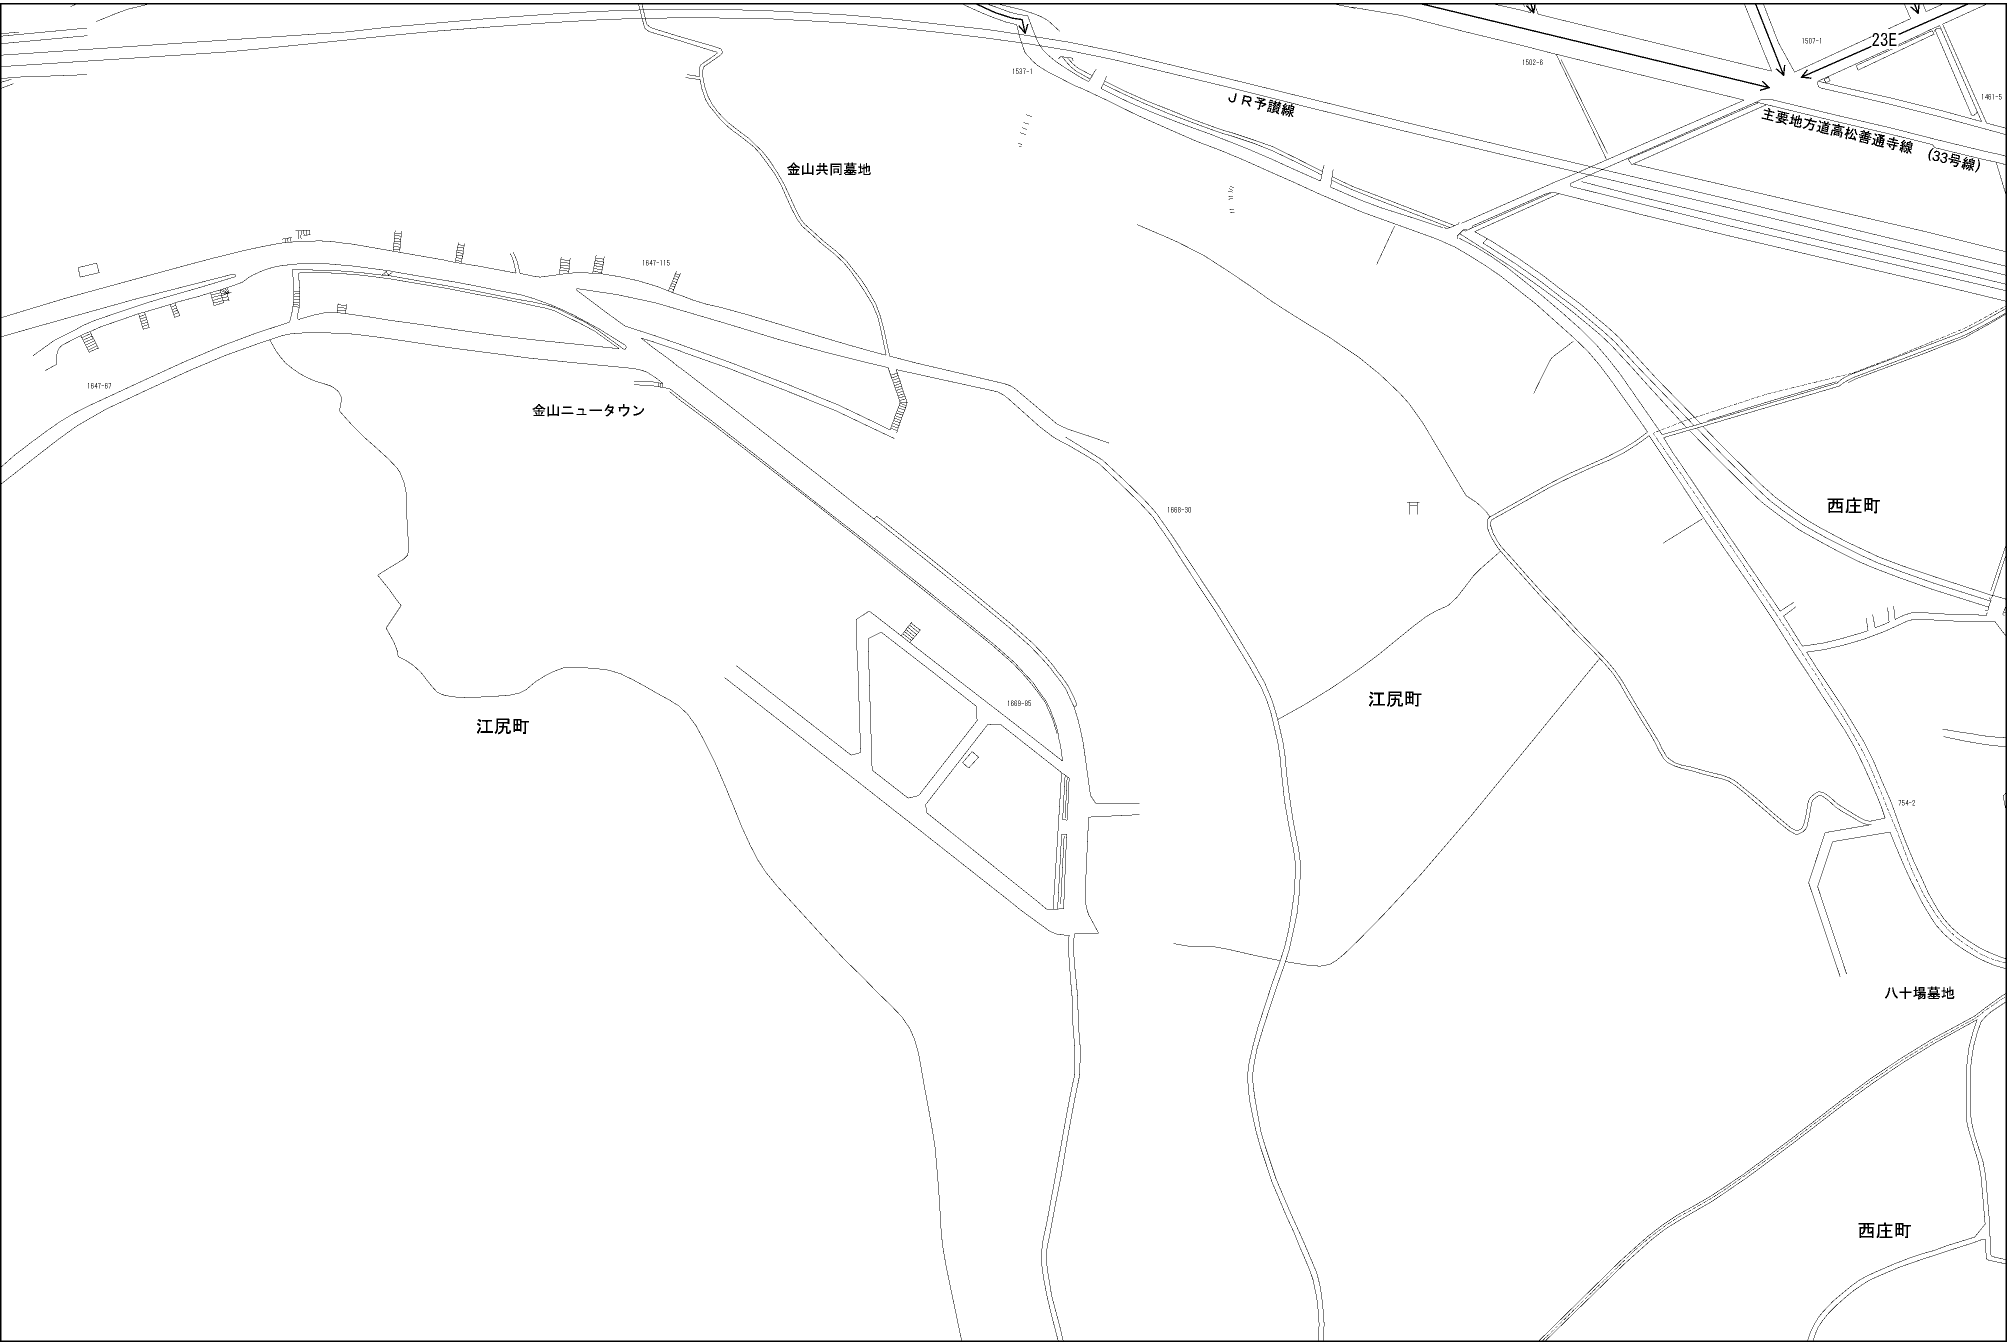 1507-1
23E
1502-6
1537-1
1461-5
ＪＲ予讃線
主要地方道高松善通寺線　(33号線)
金山共同墓地
1647-115
1647-67
金山ニュータウン
1668-30
西庄町
江尻町
1669-85
江尻町
754-2
八十場墓地
西庄町